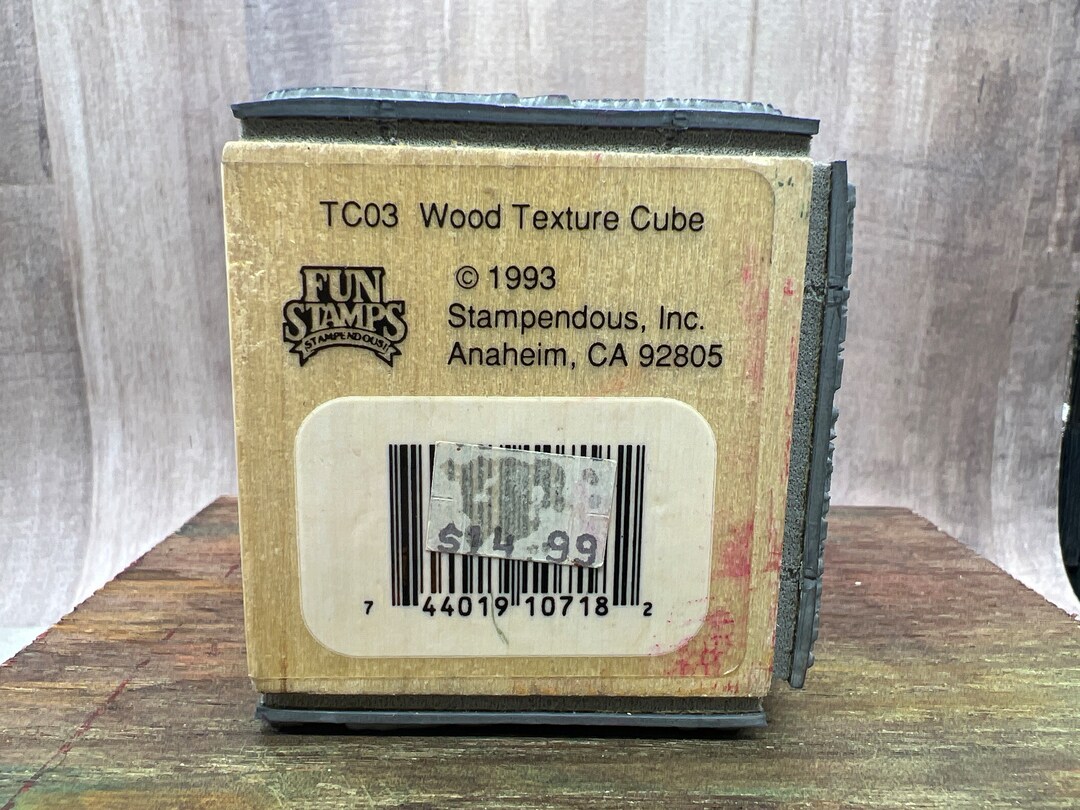 TC03 Wood Texture Cube
FUN
STAMPS
STAMPENDOUS!
© 1993
Stampendous, Inc.
Anaheim, CA 92805
$14.99
7 44019 10718 2